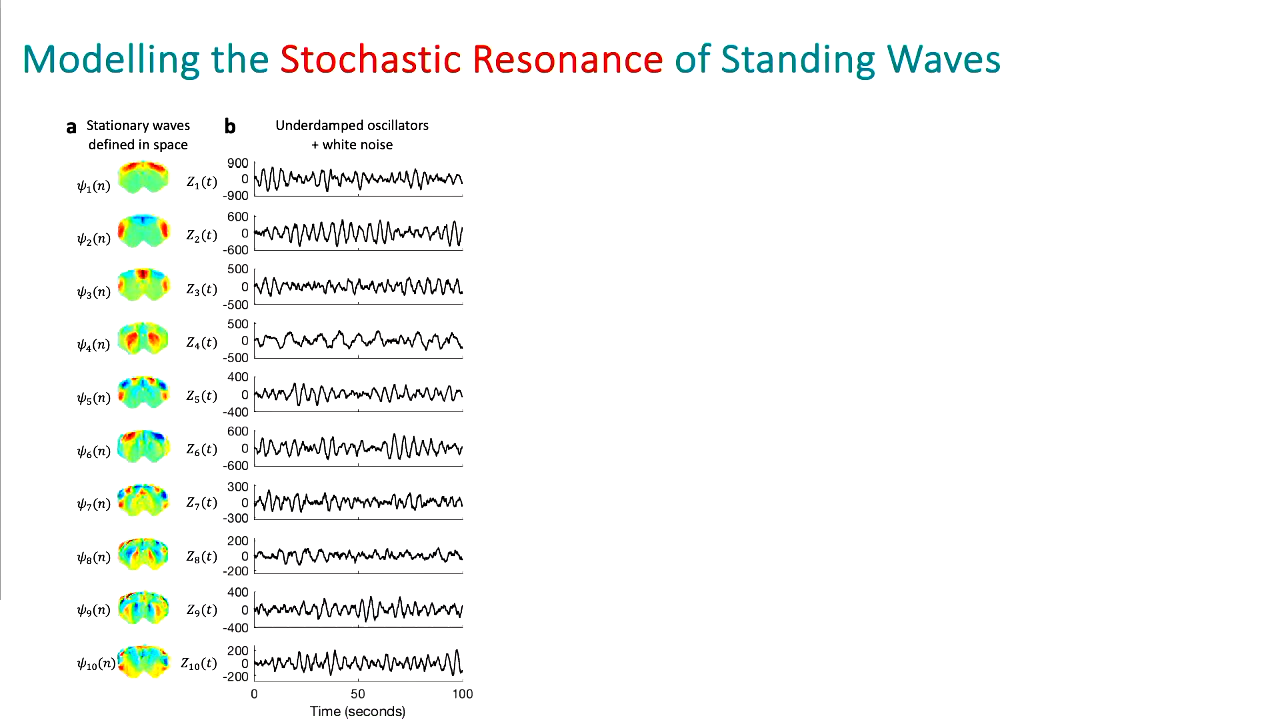 Modelling the Stochastic Resonance of Standing Waves
a Stationary waves defined in space
b Underdamped oscillators + white noise
ψ₁(n) Z₁(t) 900 0 -900
ψ₂(n) Z₂(t) 600 0 -600
ψ₃(n) Z₃(t) 500 0 -500
ψ₄(n) Z₄(t) 500 0 -500
ψ₅(n) Z₅(t) 400 0 -400
ψ₆(n) Z₆(t) 600 0 -600
ψ₇(n) Z₇(t) 300 0 -300
ψ₈(n) Z₈(t) 200 0 -200
ψ₉(n) Z₉(t) 400 0 -400
ψ₁₀(n) Z₁₀(t) 200 0 -200
0 50 100
Time (seconds)